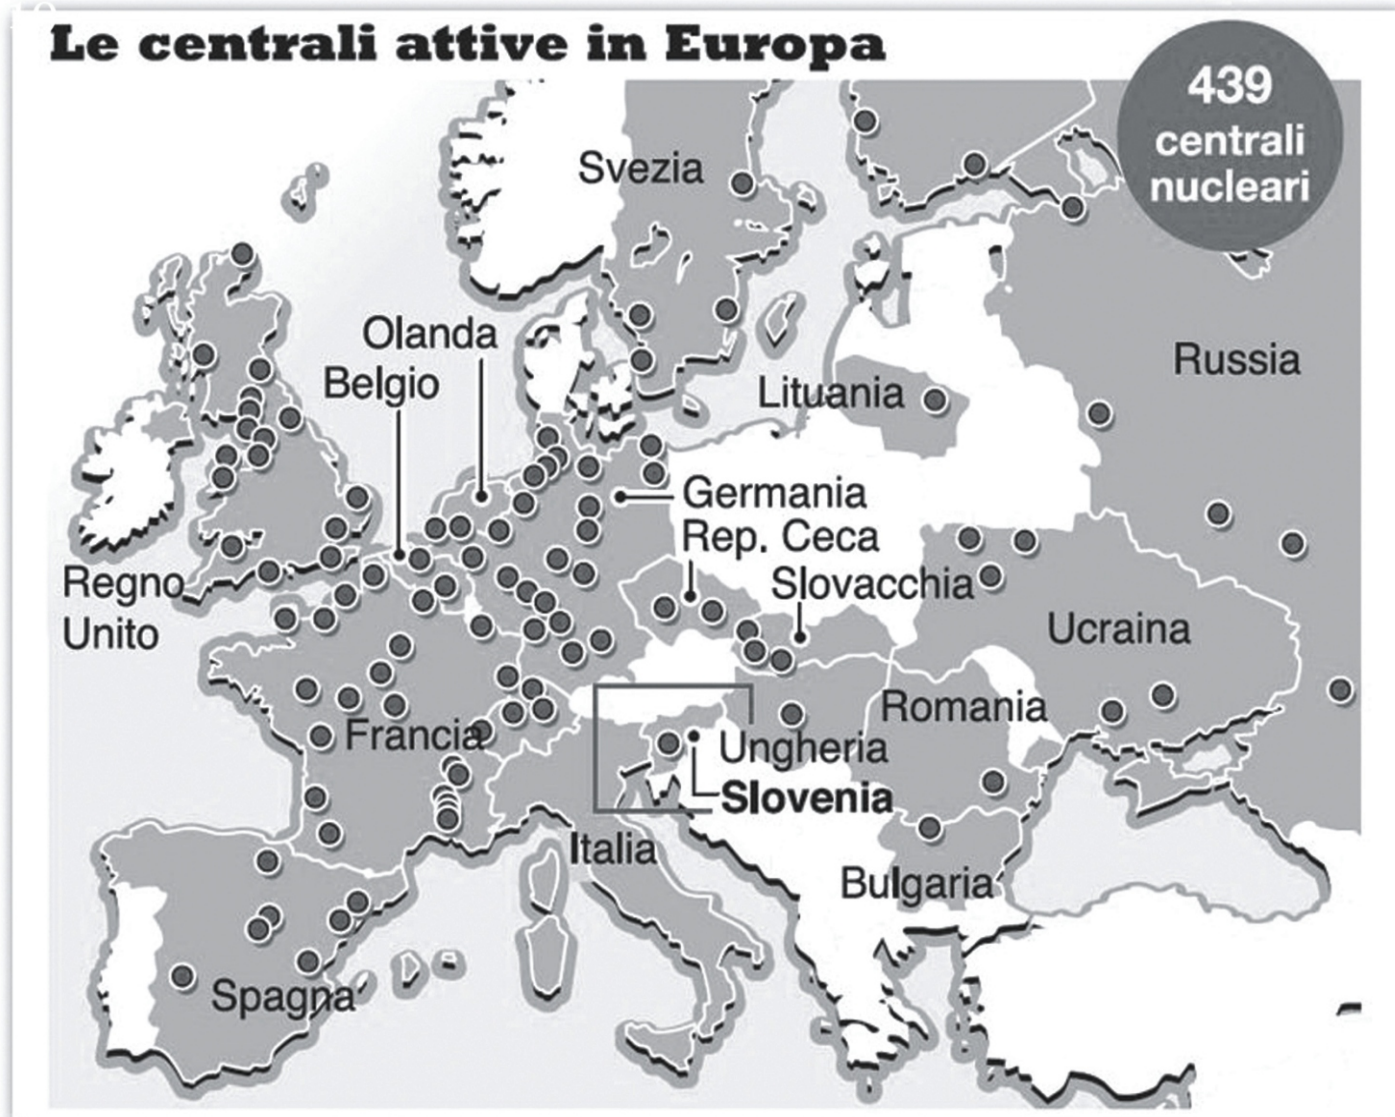 Le centrali attive in Europa
439
centrali
nucleari
Svezia
Olanda
Belgio
Russia
Lituania
Germania
Rep. Ceca
Slovacchia
Regno
Unito
Ucraina
Romania
Francia
Ungheria
Slovenia
Italia
Bulgaria
Spagna